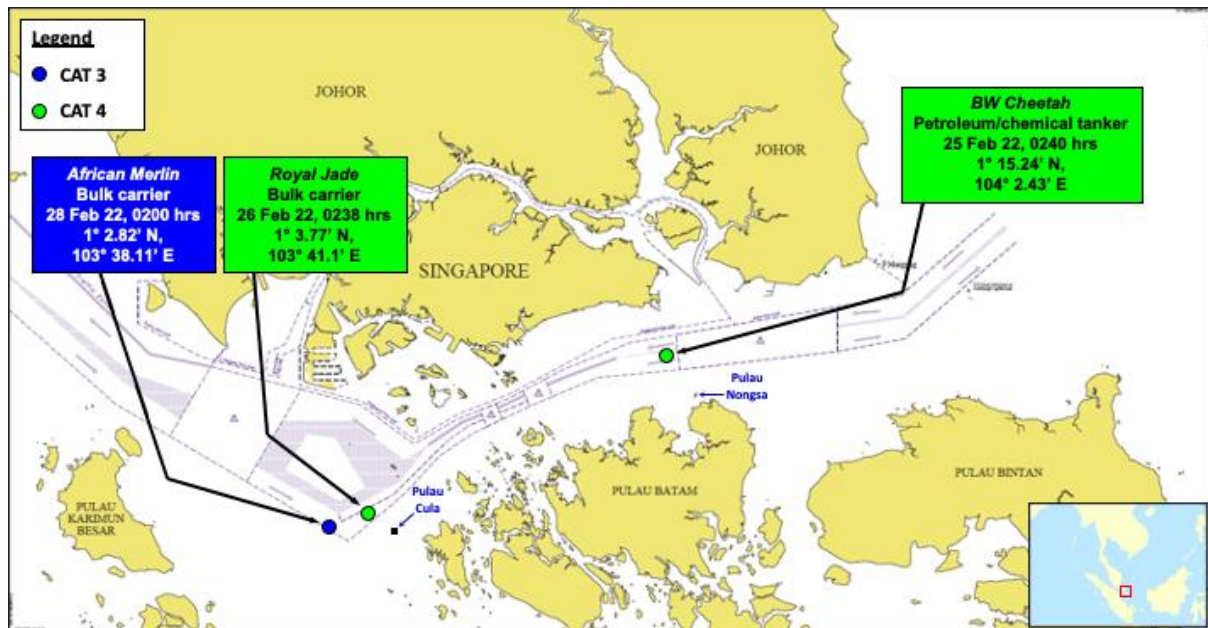 Legend
CAT 3
CAT 4
JOHOR
JOHOR
BW Cheetah
Petroleum/chemical tanker
25 Feb 22, 0240 hrs
1° 15.24’ N,
104° 2.43’ E
African Merlin
Bulk carrier
28 Feb 22, 0200 hrs
1° 2.82’ N,
103° 38.11’ E
Royal Jade
Bulk carrier
26 Feb 22, 0238 hrs
1° 3.77’ N,
103° 41.1’ E
SINGAPORE
Pulau
Nongsa
PULAU
KARIMUN
BESAR
Pulau
Cula
PULAU BATAM
PULAU BINTAN